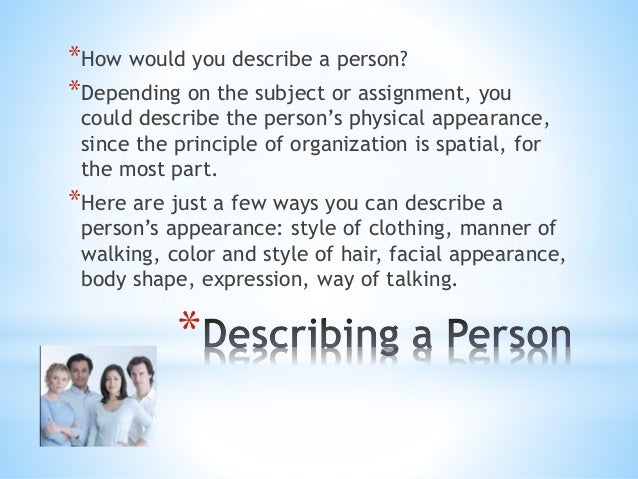 *How would you describe a person?
*Depending on the subject or assignment, you
could describe the person’s physical appearance,
since the principle of organization is spatial, for
the most part.
*Here are just a few ways you can describe a
person’s appearance: style of clothing, manner of
walking, color and style of hair, facial appearance,
body shape, expression, way of talking.
*Describing a Person